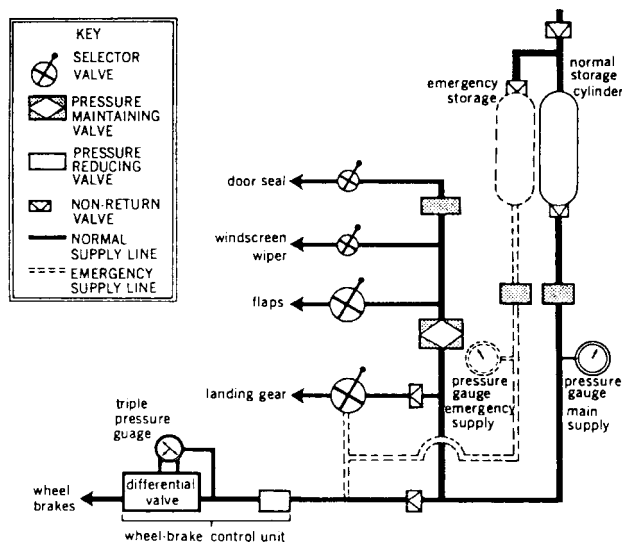 KEY
SELECTOR
VALVE
PRESSURE
MAINTAINING
VALVE
PRESSURE
REDUCING
VALVE
NON-RETURN
VALVE
NORMAL
SUPPLY LINE
EMERGENCY
SUPPLY LINE
emergency
storage
normal
storage
cylinder
door seal
windscreen
wiper
flaps
landing gear
pressure
gauge
emergency
supply
pressure
gauge
main
supply
triple
pressure
guage
wheel
brakes
differential
valve
wheel-brake control unit